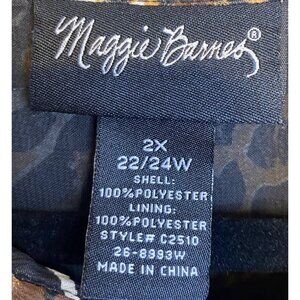 Maggie Barnes®
2X
22/24W
SHELL:
100%POLYESTER
LINING:
100%POLYESTER
STYLE# C2510
26-8993W
MADE IN CHINA